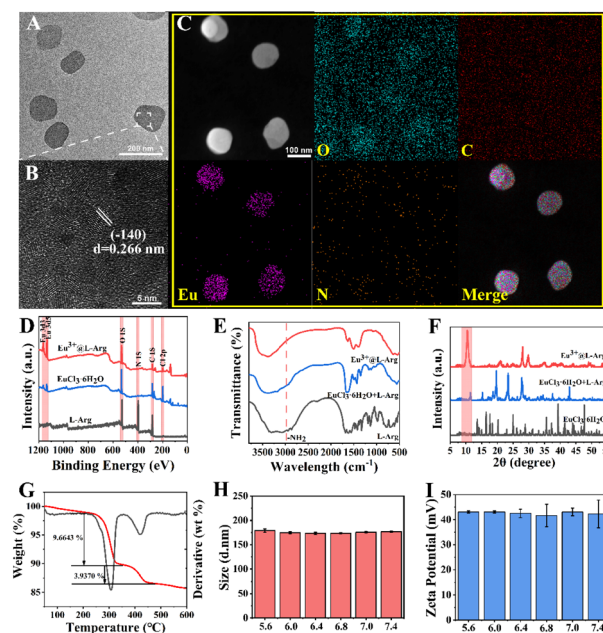 A
200 nm
B
(-140)
d=0.266 nm
5 nm
C
100 nm
O
C
Eu
N
Merge
D
Intensity (a.u.)
Eu 3d3
Eu 3d5
O 1S
N 1S
C 1S
Cl 2p
Eu3+@L-Arg
EuCl3·6H2O
L-Arg
1200 1000 800 600 400 200 0
Binding Energy (eV)
E
Transmittance (%)
Eu3+@L-Arg
EuCl3·6H2O+L-Arg
-NH2
L-Arg
3500 3000 2500 2000 1500 1000 500
Wavelength (cm-1)
F
Intensity (a.u.)
Eu3+@L-Arg
EuCl3·6H2O+L-Arg
EuCl3·6H2O
5 10 15 20 25 30 35 40 45 50
2θ (degree)
G
Weight (%)
100
95
90
85
9.6643 %
3.9370 %
Derivative (wt %)
100 200 300 400 500 600
Temperature (°C)
H
Size (d.nm)
250
200
150
100
50
0
5.6 6.0 6.4 6.8 7.0 7.4
I
Zeta Potential (mV)
50
40
30
20
10
0
5.6 6.0 6.4 6.8 7.0 7.4